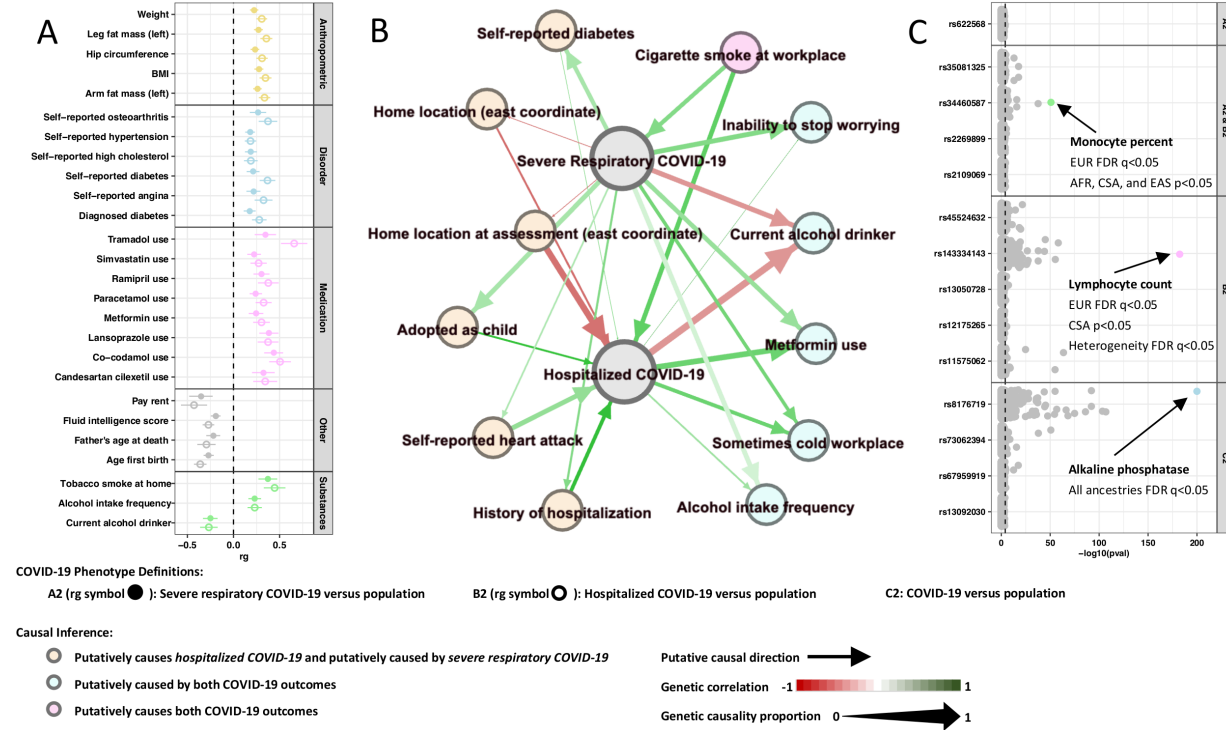 A
Weight
Leg fat mass (left)
Hip circumference
BMI
Arm fat mass (left)
Anthropometric
Self-reported osteoarthritis
Self-reported hypertension
Self-reported high cholesterol
Self-reported diabetes
Self-reported angina
Diagnosed diabetes
Disorder
Tramadol use
Simvastatin use
Ramipril use
Paracetamol use
Metformin use
Lansoprazole use
Co-codamol use
Candesartan cilexetil use
Medication
Pay rent
Fluid intelligence score
Father's age at death
Age first birth
Other
Tobacco smoke at home
Alcohol intake frequency
Current alcohol drinker
Substances
−0.5 0.0 0.5
rg
B
Self-reported diabetes
Cigarette smoke at workplace
Home location (east coordinate)
Inability to stop worrying
Severe Respiratory COVID-19
Home location at assessment (east coordinate)
Current alcohol drinker
Adopted as child
Metformin use
Hospitalized COVID-19
Self-reported heart attack
Sometimes cold workplace
History of hospitalization
Alcohol intake frequency
C
rs622568
A2
rs35081325
rs34460587
rs2269899
rs2109069
Monocyte percent
EUR FDR q<0.05
AFR, CSA, and EAS p<0.05
rs45524632
rs143334143
rs13050728
rs12175265
rs11575062
B2
Lymphocyte count
EUR FDR q<0.05
CSA p<0.05
Heterogeneity FDR q<0.05
rs8176719
rs73062394
rs67959919
rs13092030
C2
Alkaline phosphatase
All ancestries FDR q<0.05
0 50 100 150 200
−log10(pval)
COVID-19 Phenotype Definitions:
A2 (rg symbol ): Severe respiratory COVID-19 versus population
B2 (rg symbol ): Hospitalized COVID-19 versus population
C2: COVID-19 versus population
Causal Inference:
Putatively causes hospitalized COVID-19 and putatively caused by severe respiratory COVID-19
Putatively caused by both COVID-19 outcomes
Putatively causes both COVID-19 outcomes
Putative causal direction
Genetic correlation -1 1
Genetic causality proportion 0 1